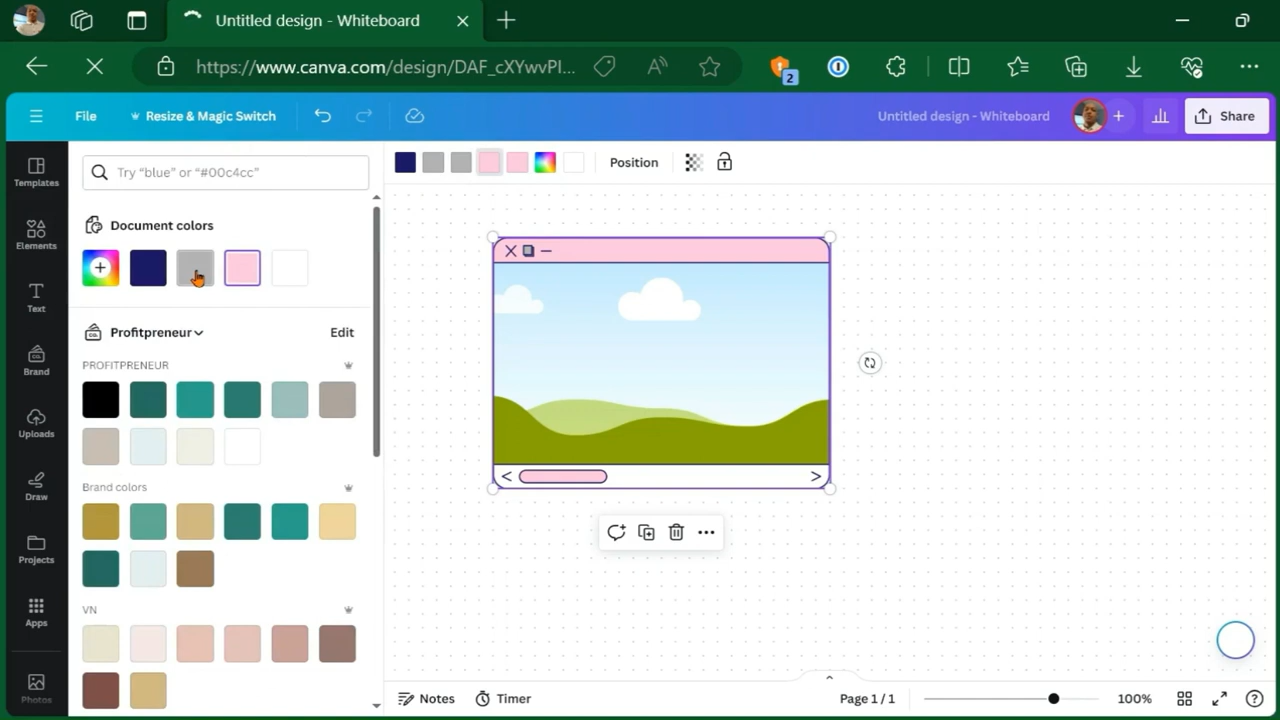 Untitled design - Whiteboard
https://www.canva.com/design/DAF_cXYwvPI...
2
File
Resize & Magic Switch
Untitled design - Whiteboard
Share
Templates
Elements
Text
Brand
Uploads
Draw
Projects
Apps
Photos
Try “blue” or “#00c4cc”
Position
Document colors
Profitpreneur
Edit
PROFITPRENEUR
Brand colors
VN
Notes
Timer
Page 1 / 1
100%